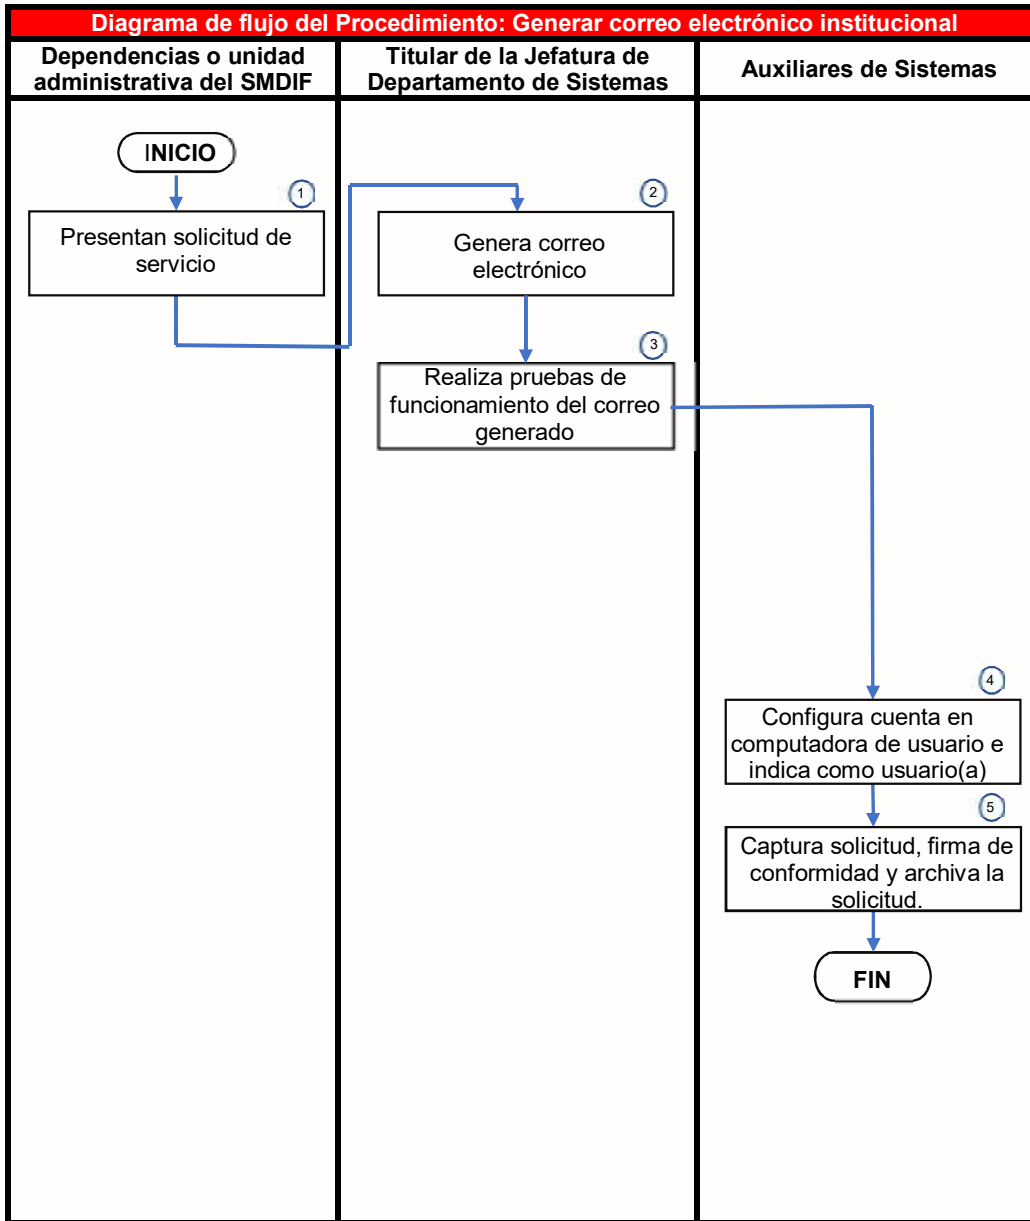 Diagrama de flujo del Procedimiento: Generar correo electrónico institucional
Dependencias o unidad
administrativa del SMDIF
Titular de la Jefatura de
Departamento de Sistemas
Auxiliares de Sistemas
INICIO
1
Presentan solicitud de
servicio
2
Genera correo
electrónico
3
Realiza pruebas de
funcionamiento del correo
generado
4
Configura cuenta en
computadora de usuario e
indica como usuario(a)
5
Captura solicitud, firma de
conformidad y archiva la
solicitud.
FIN